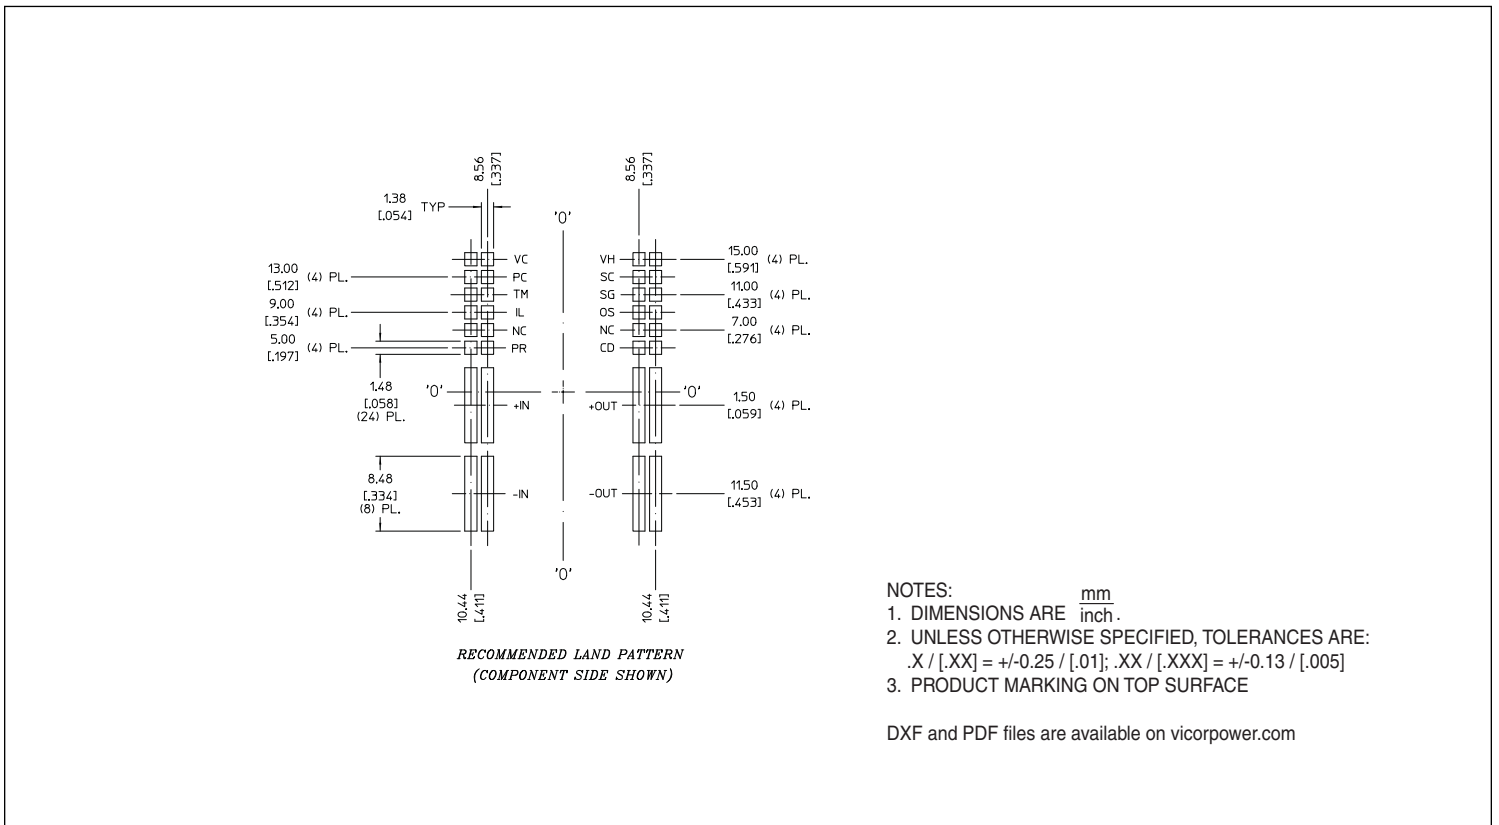 8.56
[.337]
8.56
[.337]
1.38
[.054] TYP
'0'
VC
VH
15.00
[.591] (4) PL.
13.00
[.512] (4) PL.
PC
SC
TM
SG
11.00
[.433] (4) PL.
9.00
[.354] (4) PL.
IL
OS
NC
NC
7.00
[.276] (4) PL.
5.00
[.197] (4) PL.
PR
CD
1.48
[.058]
(24) PL.
'0'
'0'
+IN
+OUT
1.50
[.059] (4) PL.
8.48
[.334]
(8) PL.
-IN
-OUT
11.50
[.453] (4) PL.
'0'
10.44
[.411]
10.44
[.411]
RECOMMENDED LAND PATTERN
(COMPONENT SIDE SHOWN)
NOTES:
1. DIMENSIONS ARE mm
inch.
2. UNLESS OTHERWISE SPECIFIED, TOLERANCES ARE:
.X / [.XX] = +/-0.25 / [.01]; .XX / [.XXX] = +/-0.13 / [.005]
3. PRODUCT MARKING ON TOP SURFACE
DXF and PDF files are available on vicorpower.com